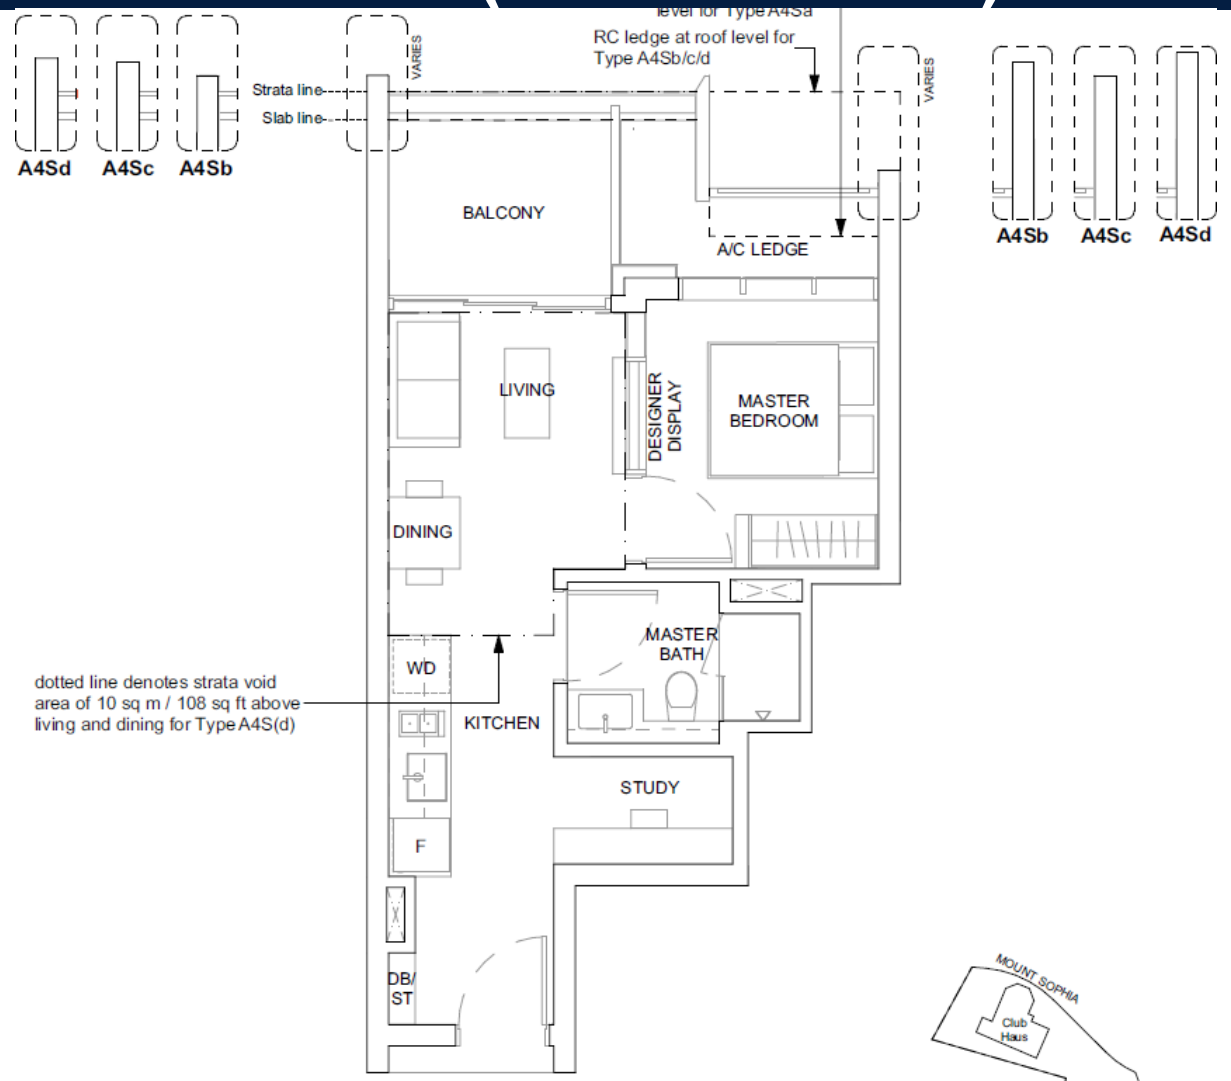 level for Type A4Sa
RC ledge at roof level for
Type A4Sb/c/d
VARIES
VARIES
Strata line
Slab line
A4Sd
A4Sc
A4Sb
A4Sb
A4Sc
A4Sd
BALCONY
A/C LEDGE
LIVING
DESIGNER
DISPLAY
MASTER
BEDROOM
DINING
MASTER
BATH
WD
dotted line denotes strata void
area of 10 sq m / 108 sq ft above
living and dining for Type A4S(d)
KITCHEN
STUDY
F
DB/
ST
MOUNT SOPHIA
Club
Haus